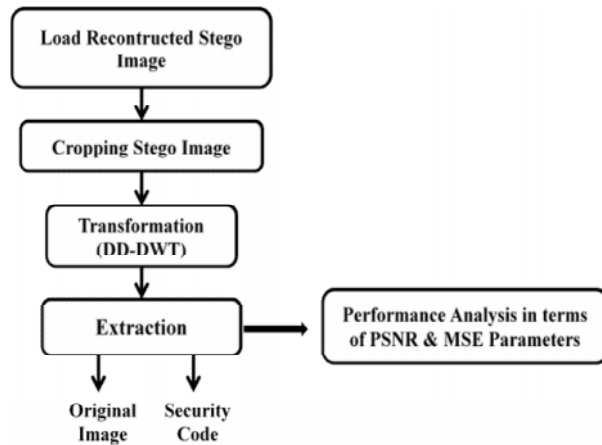 Load Recontructed Stego
Image
Cropping Stego Image
Transformation
(DD-DWT)
Extraction
Performance Analysis in terms
of PSNR & MSE Parameters
Original
Image
Security
Code